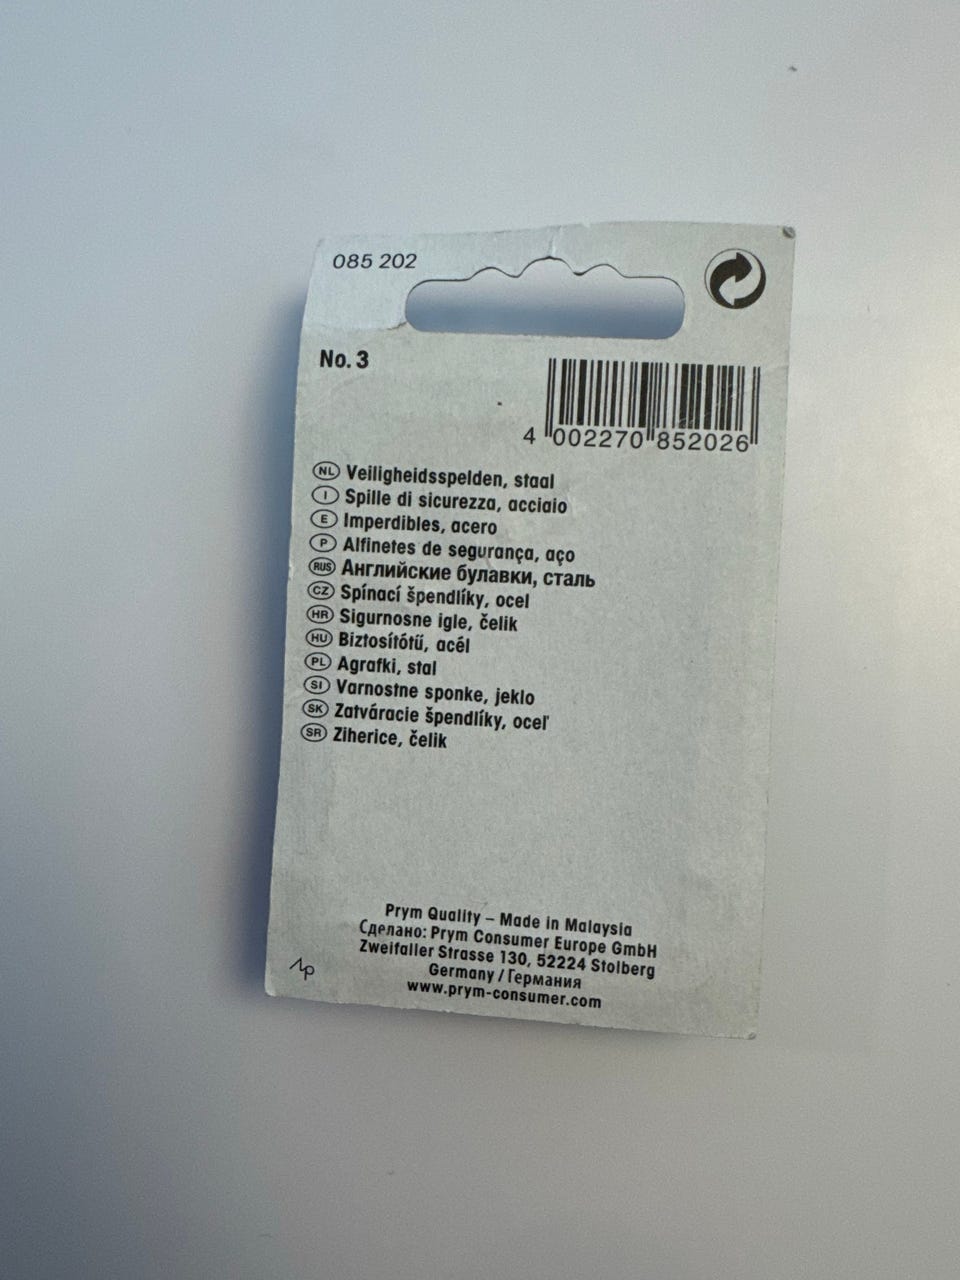 085 202
No. 3
4 002270 852026
NL Veiligheidsspelden, staal
I Spille di sicurezza, acciaio
E Imperdibles, acero
P Alfinetes de segurança, aço
RUS Английские булавки, сталь
CZ Spínací špendlíky, ocel
HR Sigurnosne igle, čelik
HU Biztosítótű, acél
PL Agrafki, stal
SI Varnostne sponke, jeklo
SK Zatváracie špendlíky, oceľ
SR Ziherice, čelik
Prym Quality – Made in Malaysia
Сделано: Prym Consumer Europe GmbH
Zweifaller Strasse 130, 52224 Stolberg
Germany / Германия
www.prym-consumer.com